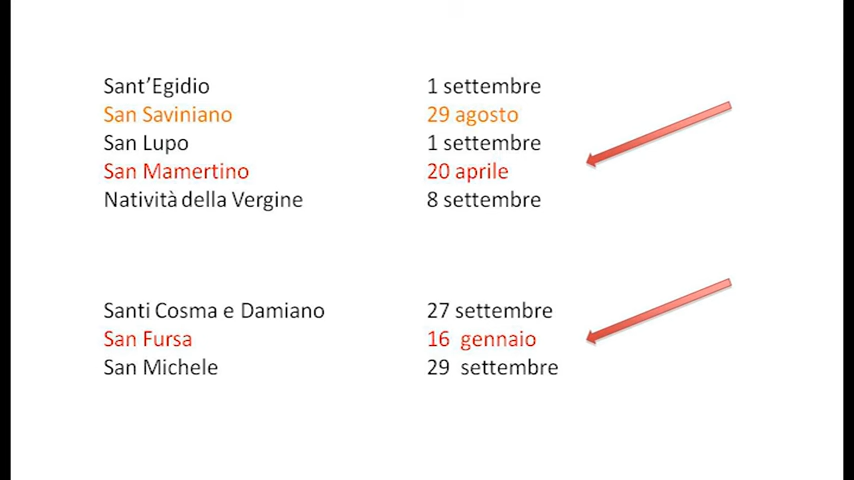 Sant’Egidio 1 settembre
San Saviniano 29 agosto
San Lupo 1 settembre
San Mamertino 20 aprile
Natività della Vergine 8 settembre
Santi Cosma e Damiano 27 settembre
San Fursa 16 gennaio
San Michele 29 settembre